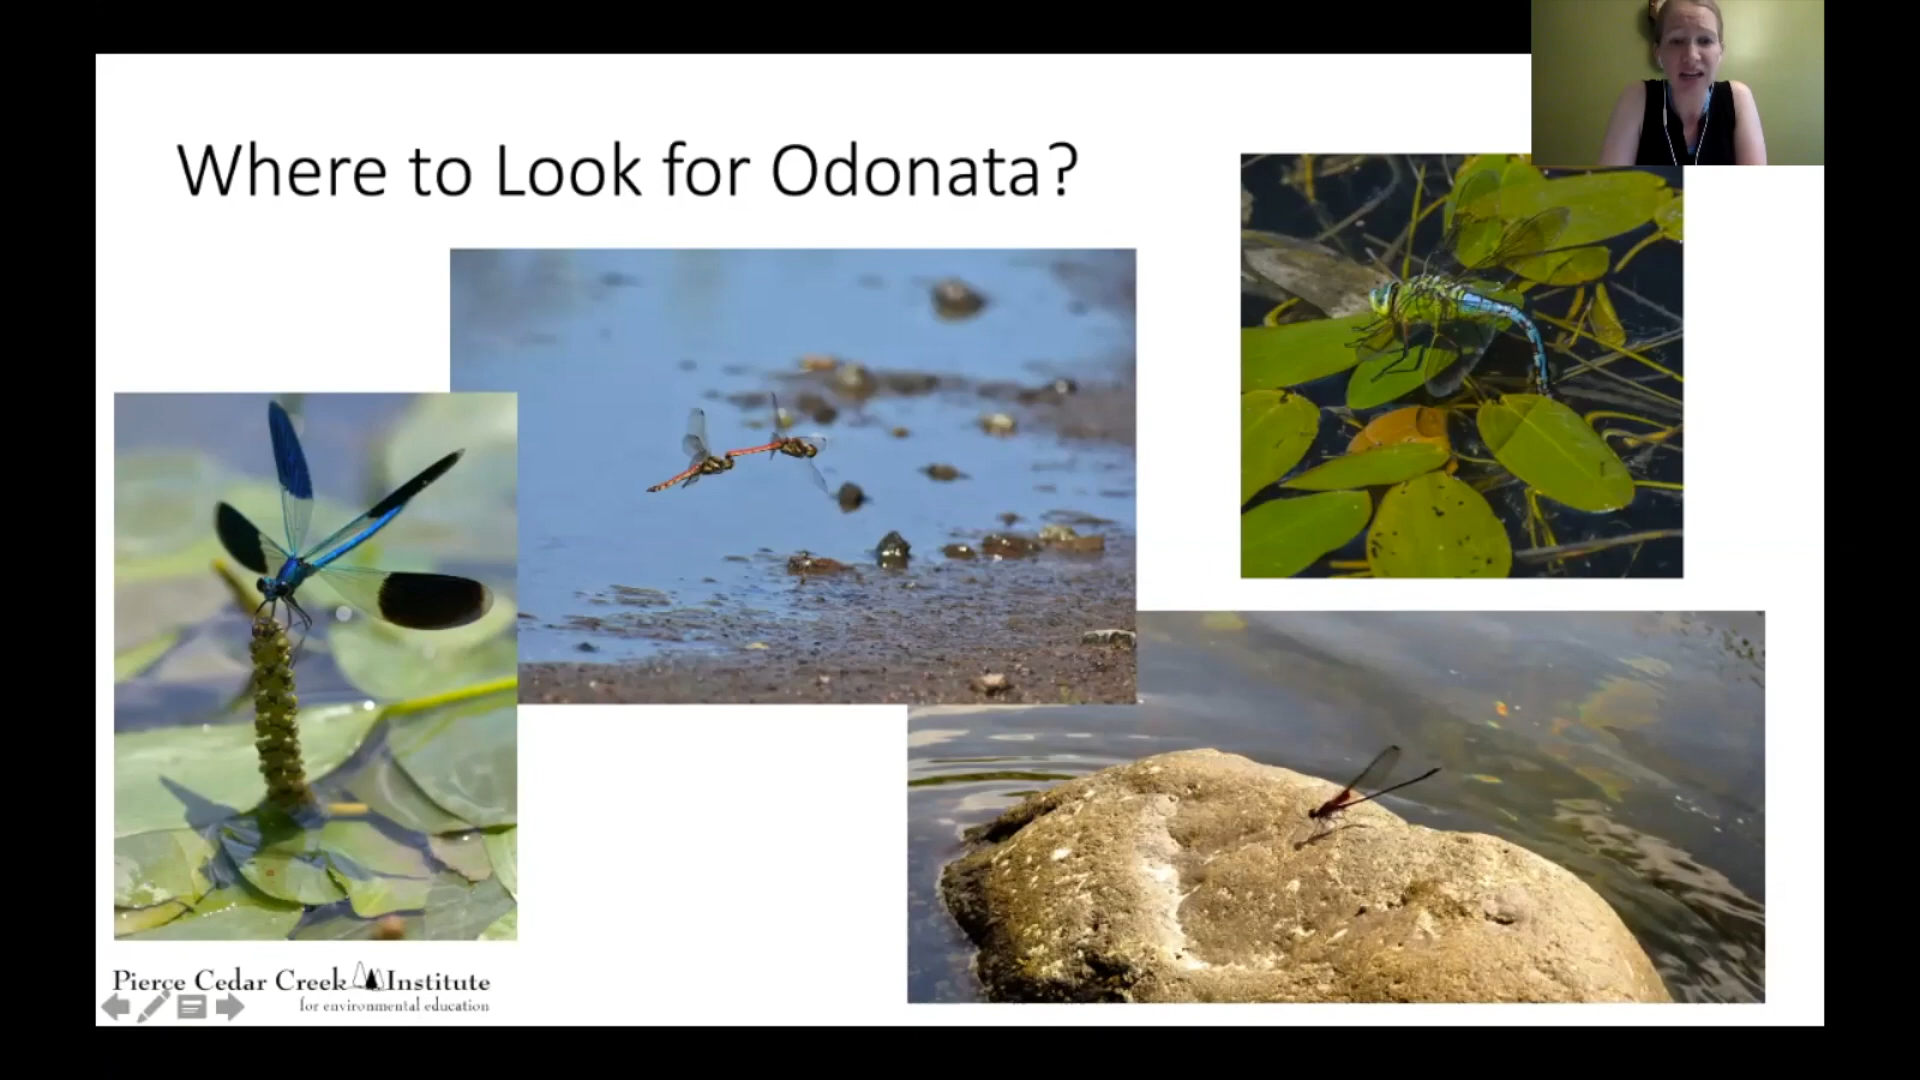 Where to Look for Odonata?
Pierce Cedar Creek Institute
for environmental education